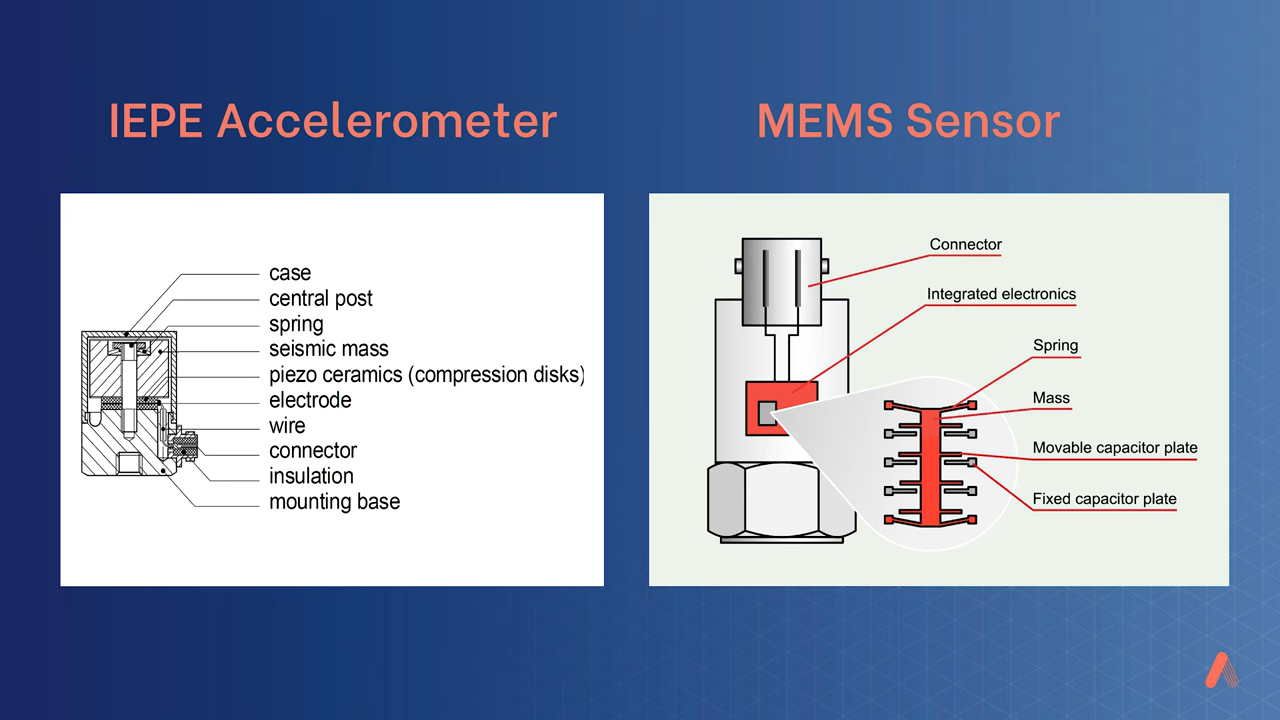 IEPE Accelerometer
MEMS Sensor
case
central post
spring
seismic mass
piezo ceramics (compression disks)
electrode
wire
connector
insulation
mounting base
Connector
Integrated electronics
Spring
Mass
Movable capacitor plate
Fixed capacitor plate